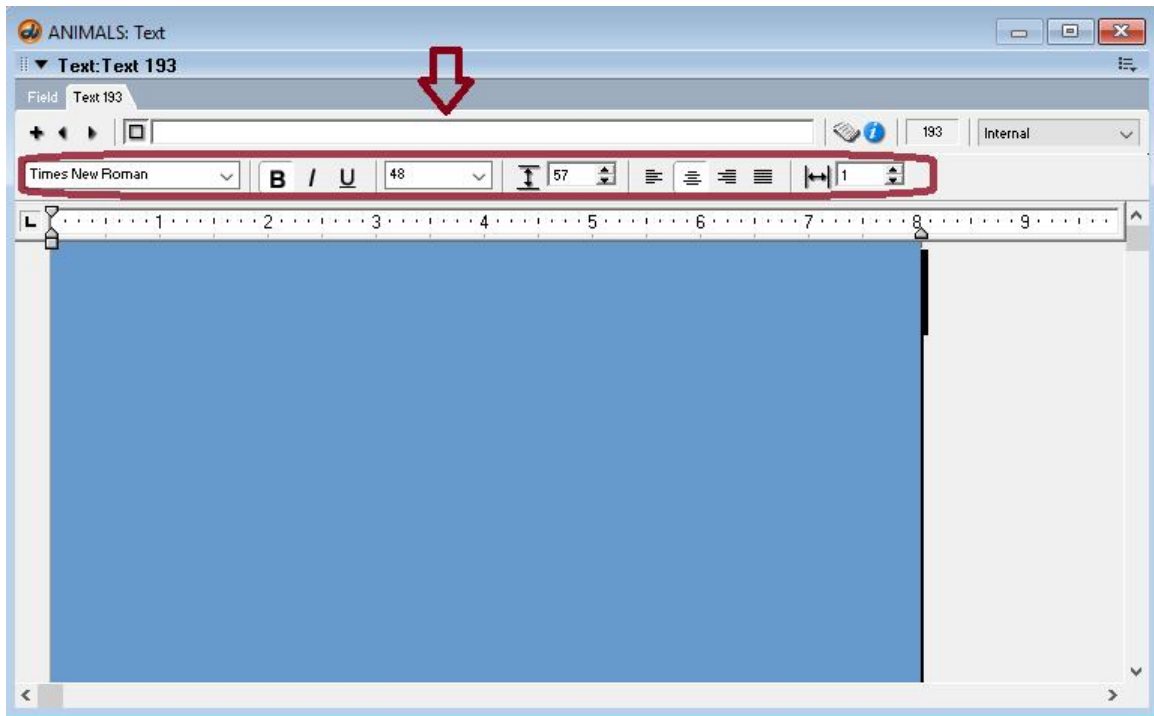 ANIMALS: Text
Text:Text 193
Field Text 193
193 Internal
Times New Roman B I U 48 57 1
L 1 2 3 4 5 6 7 8 9